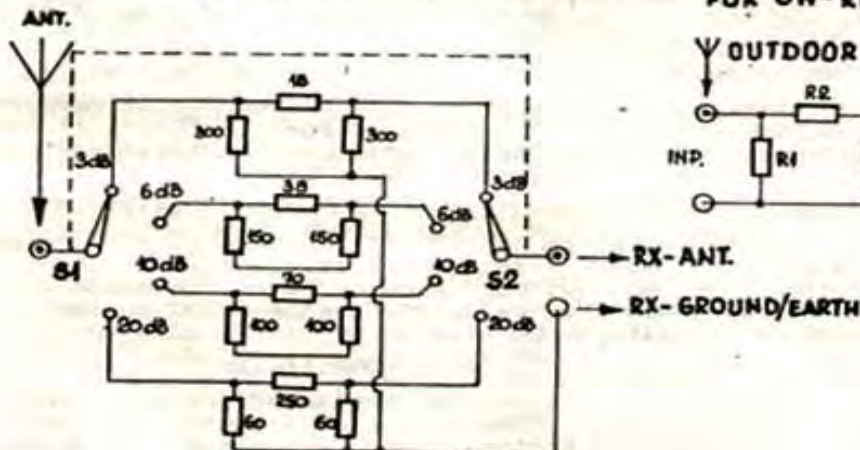 ANT.
OUTDOOR
18
R2
300
300
INP.
R1
3dB
3dB
6dB
38
6dB
150
150
S1
10dB
70
10dB
S2
RX-ANT.
RX-GROUND/EARTH
100
100
20dB
20dB
250
60
60